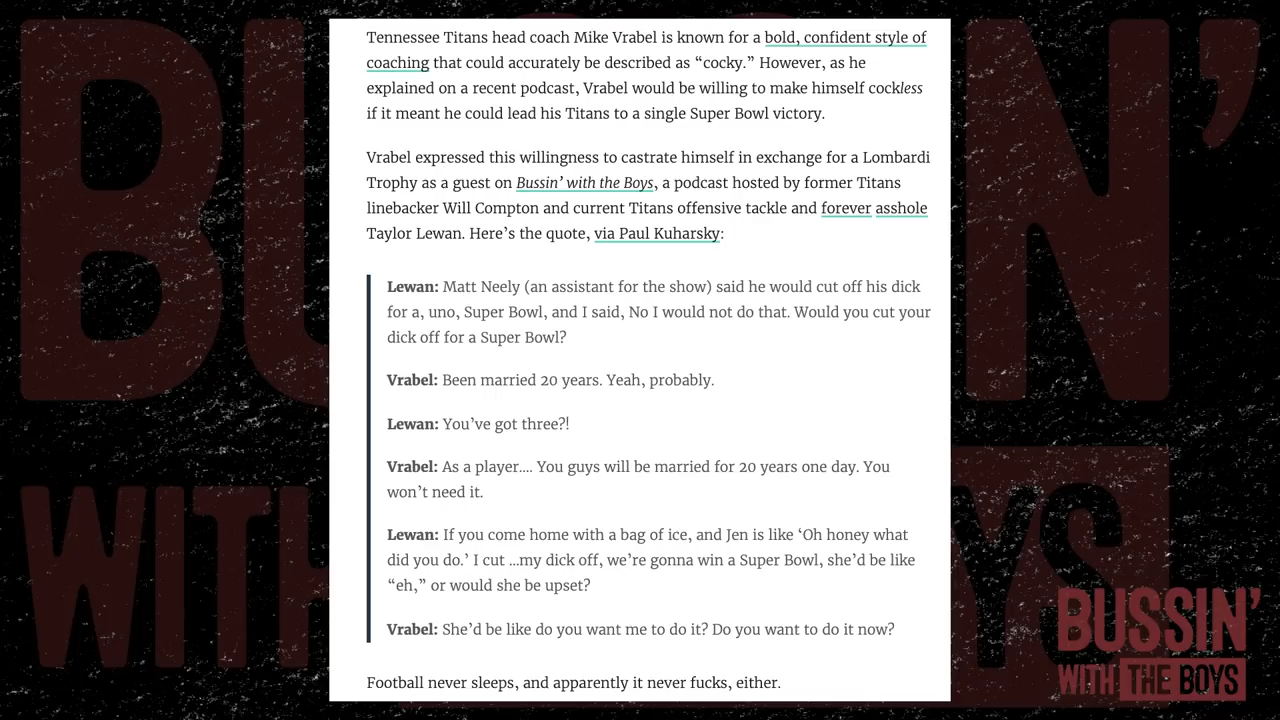 Tennessee Titans head coach Mike Vrabel is known for a bold, confident style of
coaching that could accurately be described as “cocky.” However, as he
explained on a recent podcast, Vrabel would be willing to make himself cockless
if it meant he could lead his Titans to a single Super Bowl victory.
Vrabel expressed this willingness to castrate himself in exchange for a Lombardi
Trophy as a guest on Bussin’ with the Boys, a podcast hosted by former Titans
linebacker Will Compton and current Titans offensive tackle and forever asshole
Taylor Lewan. Here’s the quote, via Paul Kuharsky:
Lewan: Matt Neely (an assistant for the show) said he would cut off his dick
for a, uno, Super Bowl, and I said, No I would not do that. Would you cut your
dick off for a Super Bowl?
Vrabel: Been married 20 years. Yeah, probably.
Lewan: You’ve got three?!
Vrabel: As a player.... You guys will be married for 20 years one day. You
won’t need it.
Lewan: If you come home with a bag of ice, and Jen is like ‘Oh honey what
did you do.’ I cut ...my dick off, we’re gonna win a Super Bowl, she’d be like
“eh,” or would she be upset?
Vrabel: She’d be like do you want me to do it? Do you want to do it now?
Football never sleeps, and apparently it never fucks, either.
BUSSIN’
WITH THE BOYS